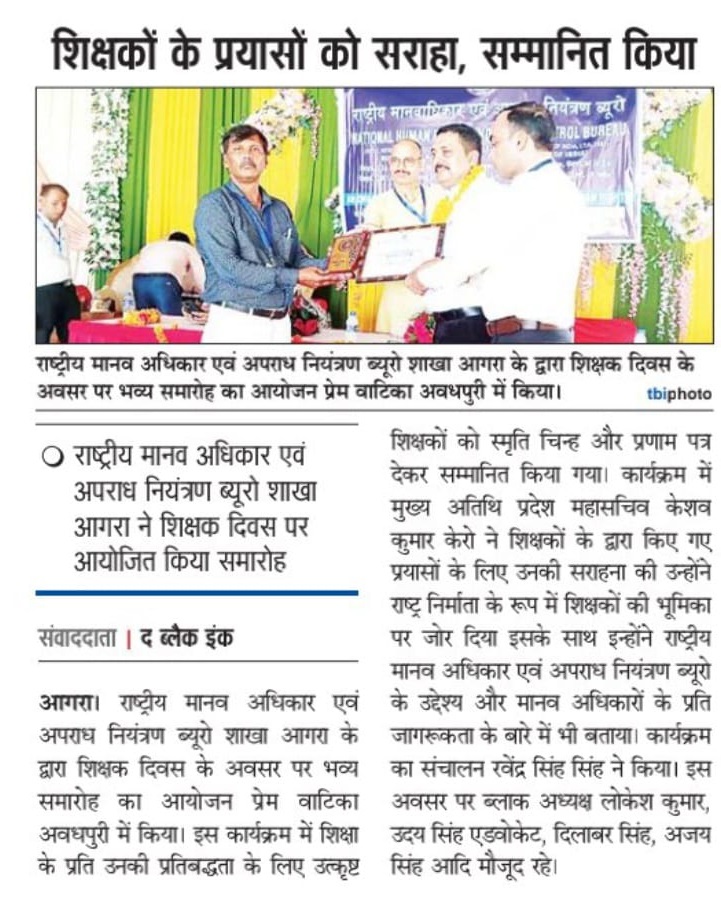 शिक्षकों के प्रयासों को सराहा, सम्मानित किया
राष्ट्रीय मानवाधिकार एवं नियंत्रण ब्यूरो
NATIONAL HUMAN
राष्ट्रीय मानव अधिकार एवं अपराध नियंत्रण ब्यूरो शाखा आगरा के द्वारा शिक्षक दिवस के
अवसर पर भव्य समारोह का आयोजन प्रेम वाटिका अवधपुरी में किया।
tbiphoto
राष्ट्रीय मानव अधिकार एवं
अपराध नियंत्रण ब्यूरो शाखा
आगरा ने शिक्षक दिवस पर
आयोजित किया समारोह
संवाददाता | द ब्लैक इंक
आगरा। राष्ट्रीय मानव अधिकार एवं
अपराध नियंत्रण ब्यूरो शाखा आगरा के
द्वारा शिक्षक दिवस के अवसर पर भव्य
समारोह का आयोजन प्रेम वाटिका
अवधपुरी में किया। इस कार्यक्रम में शिक्षा
के प्रति उनकी प्रतिबद्धता के लिए उत्कृष्ट
शिक्षकों को स्मृति चिन्ह और प्रणाम पत्र
देकर सम्मानित किया गया। कार्यक्रम में
मुख्य अतिथि प्रदेश महासचिव केशव
कुमार केरो ने शिक्षकों के द्वारा किए गए
प्रयासों के लिए उनकी सराहना की उन्होंने
राष्ट्र निर्माता के रूप में शिक्षकों की भूमिका
पर जोर दिया इसके साथ इन्होंने राष्ट्रीय
मानव अधिकार एवं अपराध नियंत्रण ब्यूरो
के उद्देश्य और मानव अधिकारों के प्रति
जागरूकता के बारे में भी बताया। कार्यक्रम
का संचालन रवेंद्र सिंह सिंह ने किया। इस
अवसर पर ब्लाक अध्यक्ष लोकेश कुमार,
उदय सिंह एडवोकेट, दिलाबर सिंह, अजय
सिंह आदि मौजूद रहे।